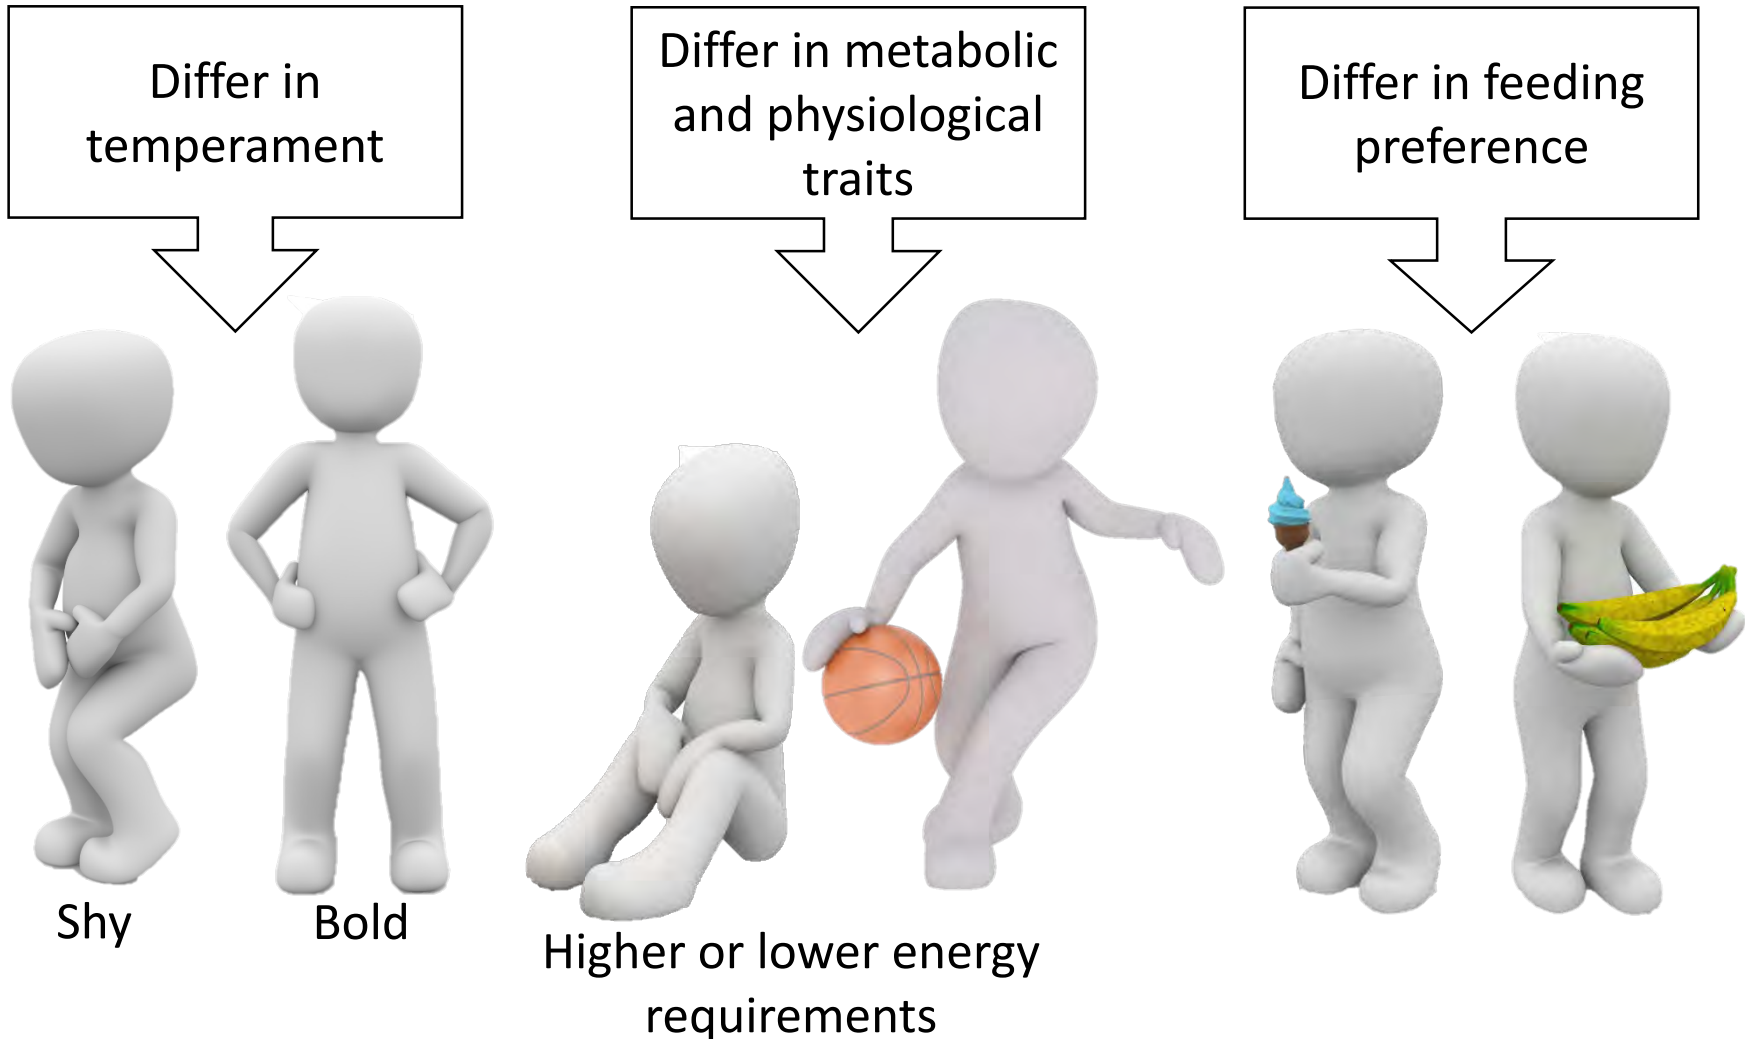 Differ in
temperament
Differ in metabolic
and physiological
traits
Differ in feeding
preference
Shy
Bold
Higher or lower energy
requirements